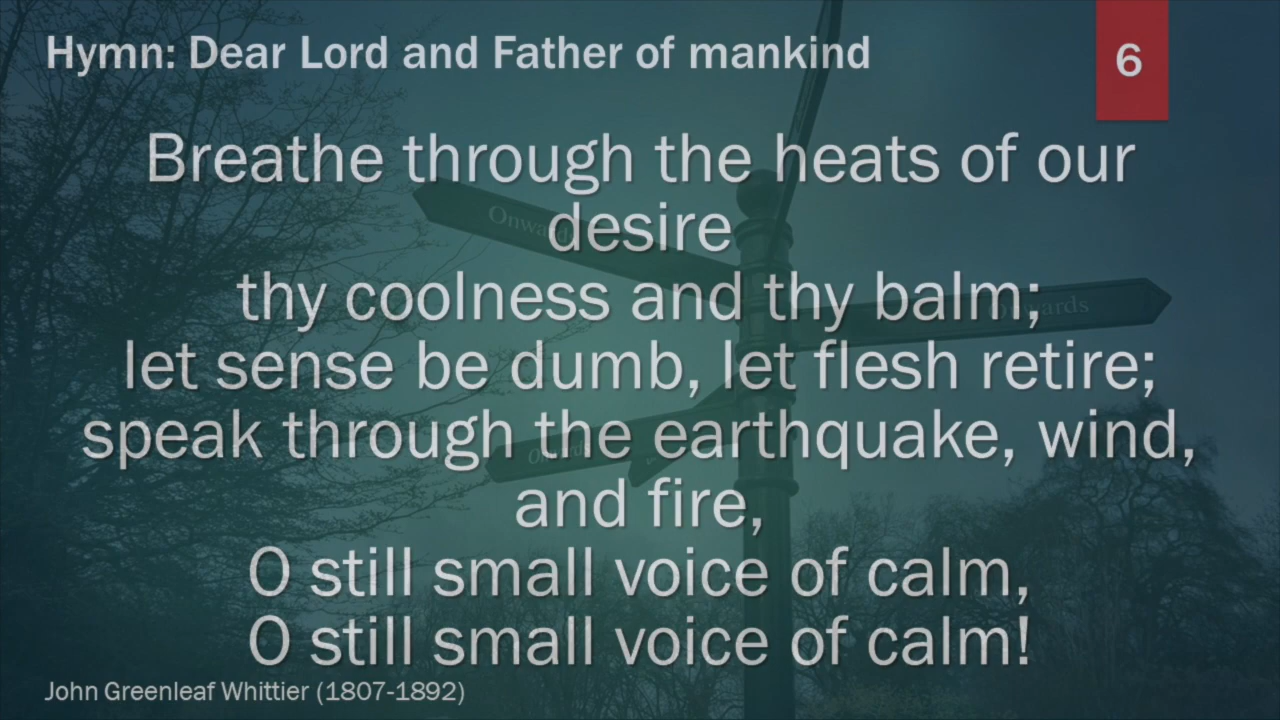 Hymn: Dear Lord and Father of mankind
6
Breathe through the heats of our
desire
thy coolness and thy balm;
let sense be dumb, let flesh retire;
speak through the earthquake, wind,
and fire,
O still small voice of calm,
O still small voice of calm!
John Greenleaf Whittier (1807-1892)
Onwards
Onwards